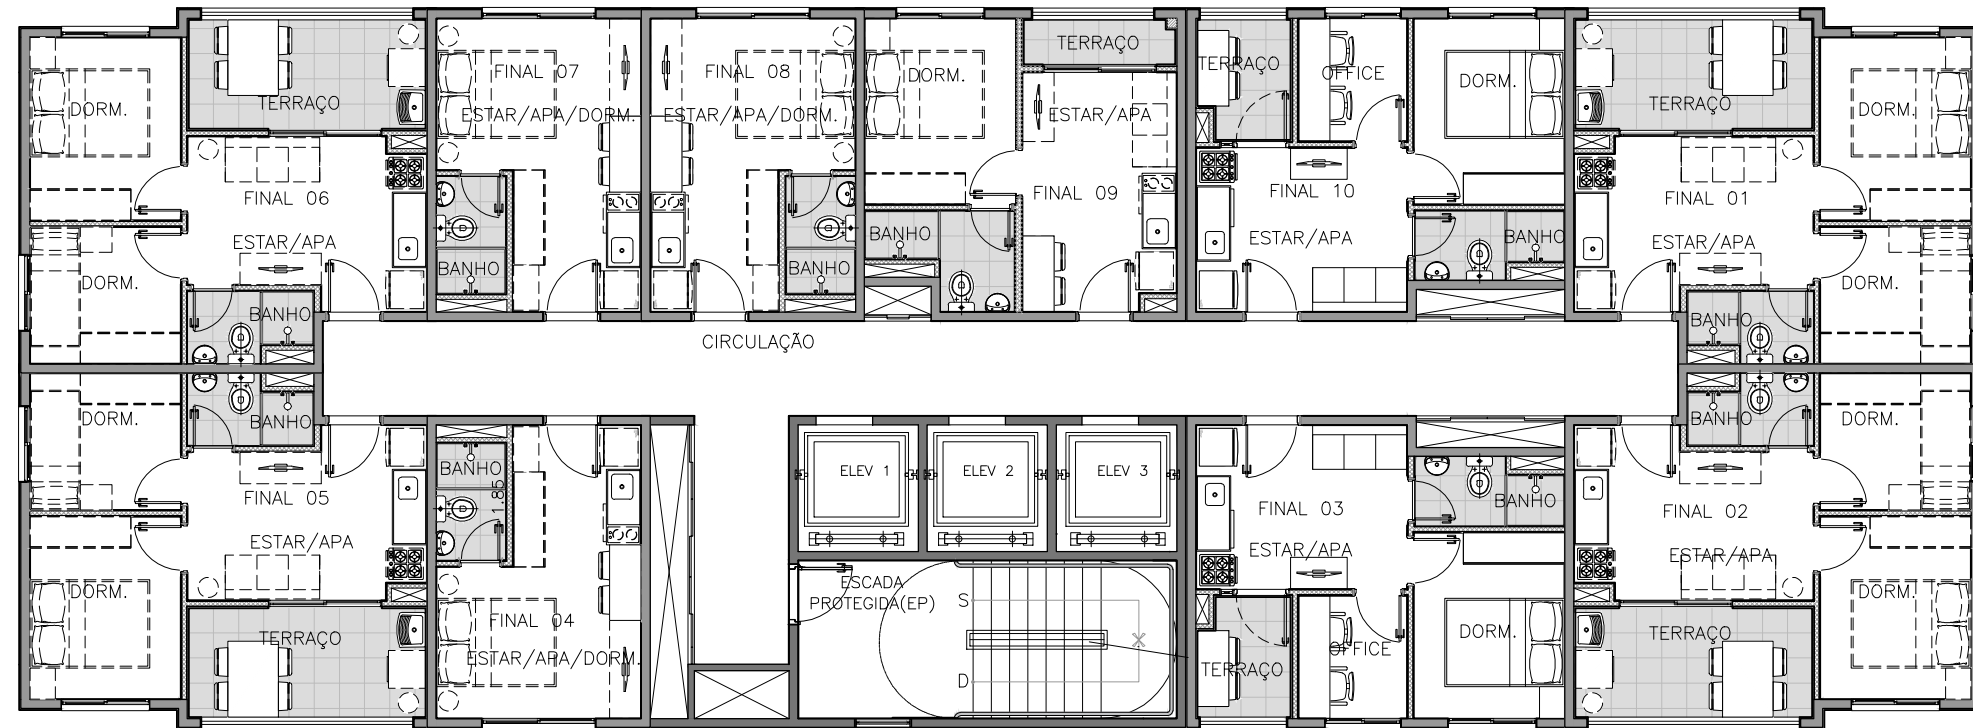 TERRAÇO
DORM.
FINAL 06
ESTAR/APA
DORM.
BANHO
FINAL 07
ESTAR/APA/DORM.
BANHO
FINAL 08
ESTAR/APA/DORM.
BANHO
DORM.
TERRAÇO
ESTAR/APA
FINAL 09
BANHO
TERRAÇO
OFFICE
DORM.
FINAL 10
ESTAR/APA
BANHO
TERRAÇO
DORM.
FINAL 01
ESTAR/APA
DORM.
BANHO
CIRCULAÇÃO
DORM.
BANHO
FINAL 05
ESTAR/APA
DORM.
TERRAÇO
BANHO
1.85
FINAL 04
ESTAR/APA/DORM.
ELEV 1
ELEV 2
ELEV 3
ESCADA
PROTEGIDA(EP)
S
D
X
FINAL 03
ESTAR/APA
BANHO
DORM.
OFFICE
TERRAÇO
BANHO
DORM.
FINAL 02
ESTAR/APA
DORM.
TERRAÇO